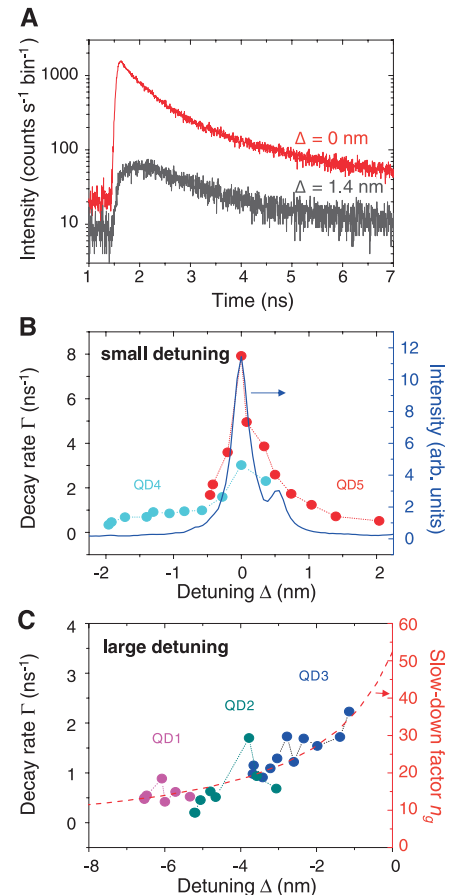 A
Intensity (counts s⁻¹ bin⁻¹)
1000
100
10
Δ = 0 nm
Δ = 1.4 nm
1 2 3 4 5 6 7
Time (ns)
B
small detuning
Decay rate Γ (ns⁻¹)
8
6
4
2
0
QD4
QD5
12
10
8
6
4
2
0
Intensity (arb. units)
-2 -1 0 1 2
Detuning Δ (nm)
C
large detuning
Decay rate Γ (ns⁻¹)
4
3
2
1
0
QD1
QD2
QD3
60
50
40
30
20
10
0
Slow-down factor n_g
-8 -6 -4 -2 0
Detuning Δ (nm)